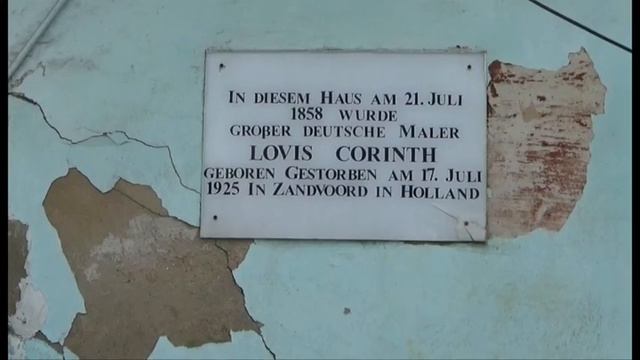 In diesem Haus am 21. Juli
1858 wurde
großer deutsche Maler
LOVIS CORINTH
geboren Gestorben am 17. Juli
1925 In Zandvoord in Holland